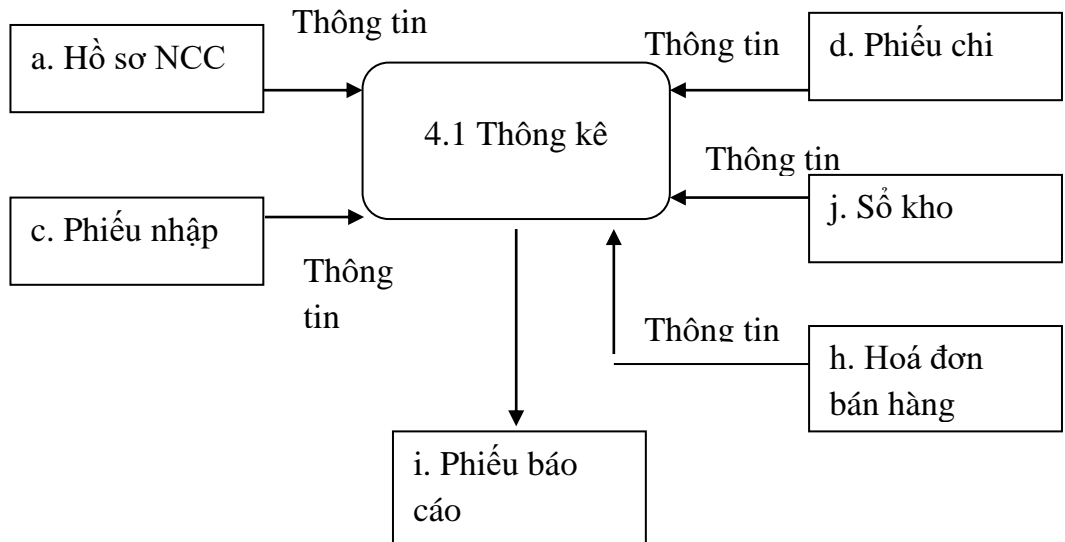 Thông tin
a. Hồ sơ NCC
Thông tin
d. Phiếu chi
4.1 Thông kê
Thông tin
c. Phiếu nhập
j. Sổ kho
Thông
tin
Thông tin
h. Hoá đơn
bán hàng
i. Phiếu báo
cáo